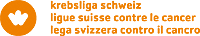 krebsliga schweiz
ligue suisse contre le cancer
lega svizzera contro il cancro